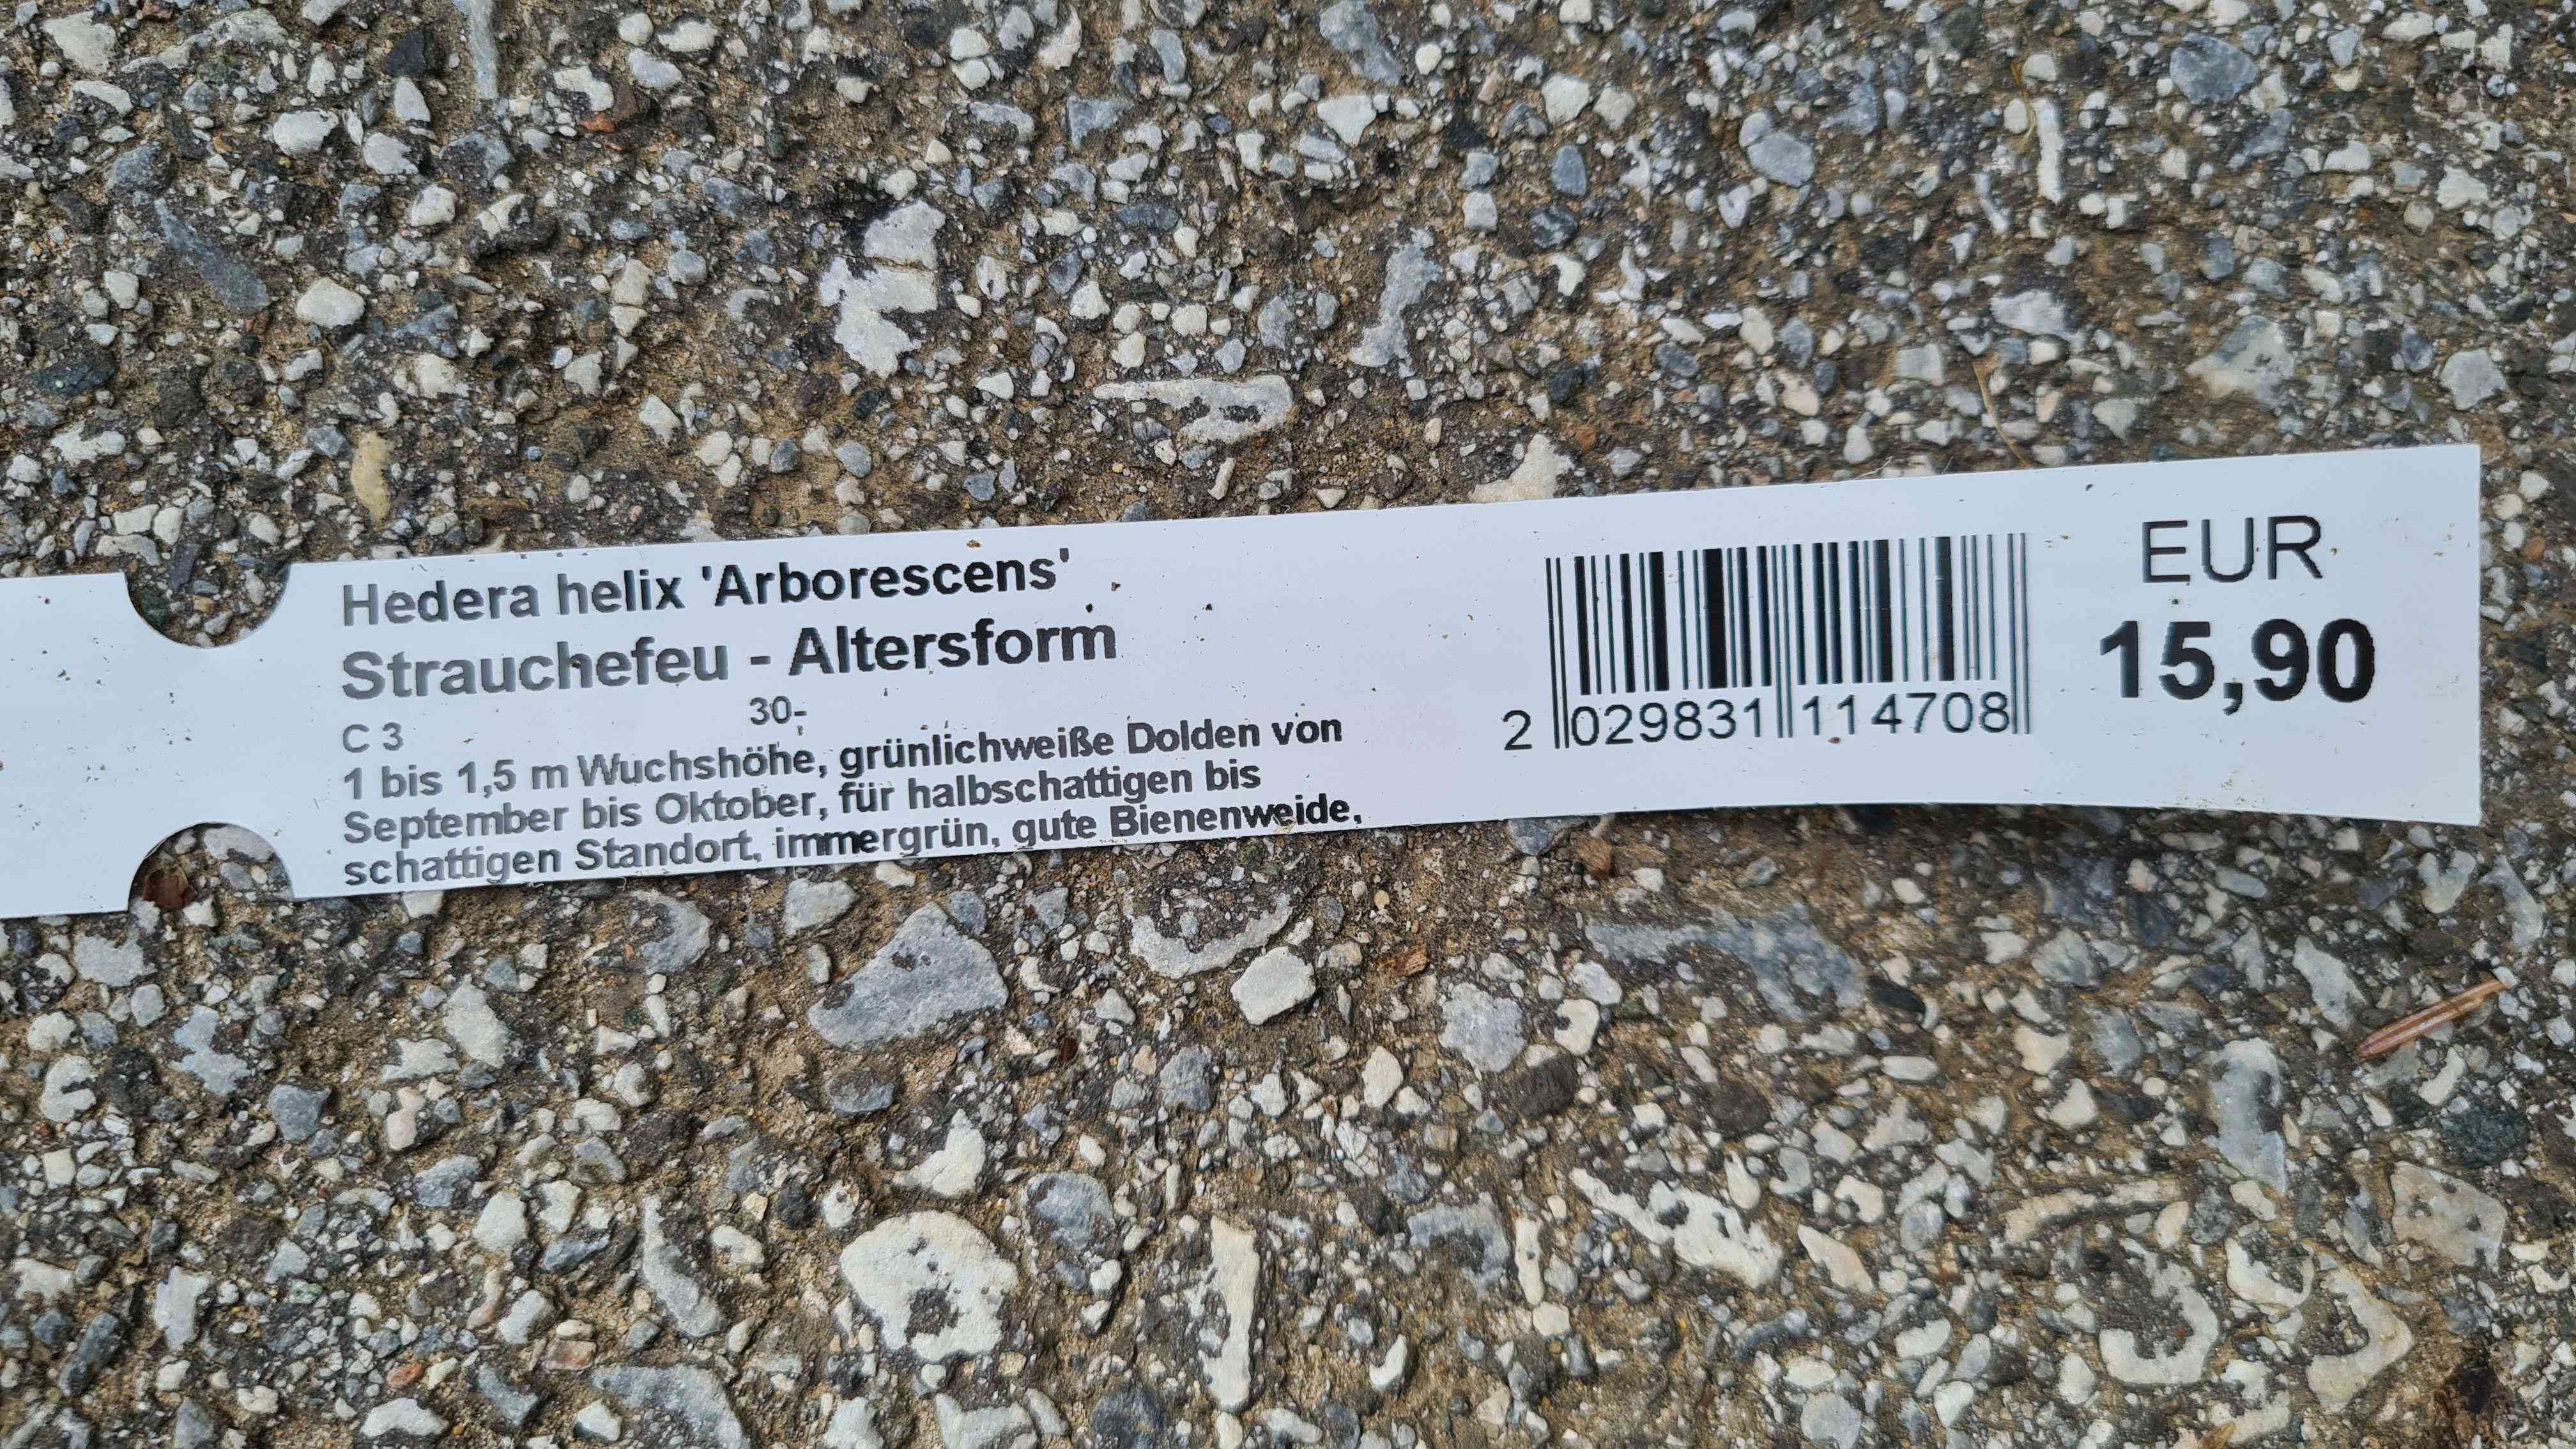 Hedera helix 'Arborescens'
Strauchefeu - Altersform
C 3 30-
1 bis 1,5 m Wuchshöhe, grünlichweiße Dolden von
September bis Oktober, für halbschattigen bis
schattigen Standort, immergrün, gute Bienenweide,
2 029831 114708
EUR
15,90